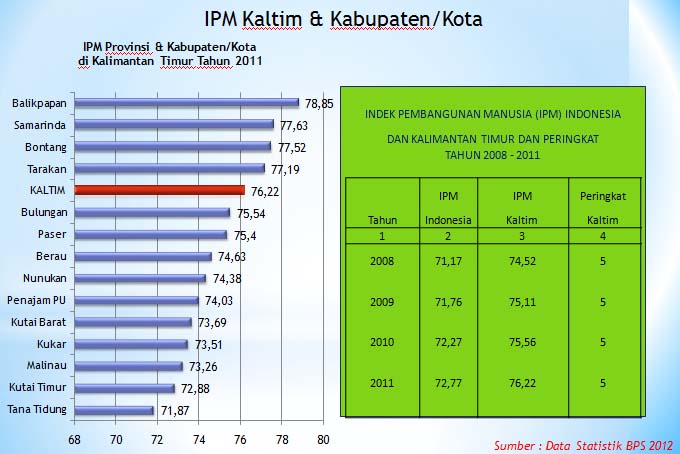 IPM Kaltim & Kabupaten/Kota
IPM Provinsi & Kabupaten/Kota
di Kalimantan Timur Tahun 2011
Balikpapan 78,85
Samarinda 77,63
Bontang 77,52
Tarakan 77,19
KALTIM 76,22
Bulungan 75,54
Paser 75,4
Berau 74,63
Nunukan 74,38
Penajam PU 74,03
Kutai Barat 73,69
Kukar 73,51
Malinau 73,26
Kutai Timur 72,88
Tana Tidung 71,87
68 70 72 74 76 78 80
INDEK PEMBANGUNAN MANUSIA (IPM) INDONESIA
DAN KALIMANTAN TIMUR DAN PERINGKAT
TAHUN 2008 - 2011
IPM IPM Peringkat
Tahun Indonesia Kaltim Kaltim
1 2 3 4
2008 71,17 74,52 5
2009 71,76 75,11 5
2010 72,27 75,56 5
2011 72,77 76,22 5
Sumber : Data Statistik BPS 2012